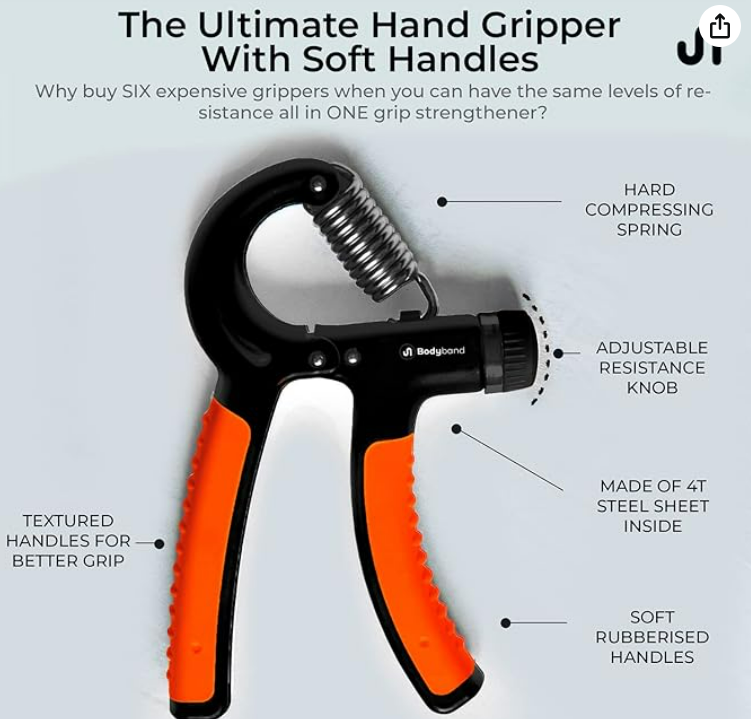 The Ultimate Hand Gripper
With Soft Handles
Why buy SIX expensive grippers when you can have the same levels of re-
sistance all in ONE grip strengthener?
HARD
COMPRESSING
SPRING
Bodyband
ADJUSTABLE
RESISTANCE
KNOB
MADE OF 4T
STEEL SHEET
INSIDE
TEXTURED
HANDLES FOR
BETTER GRIP
SOFT
RUBBERISED
HANDLES